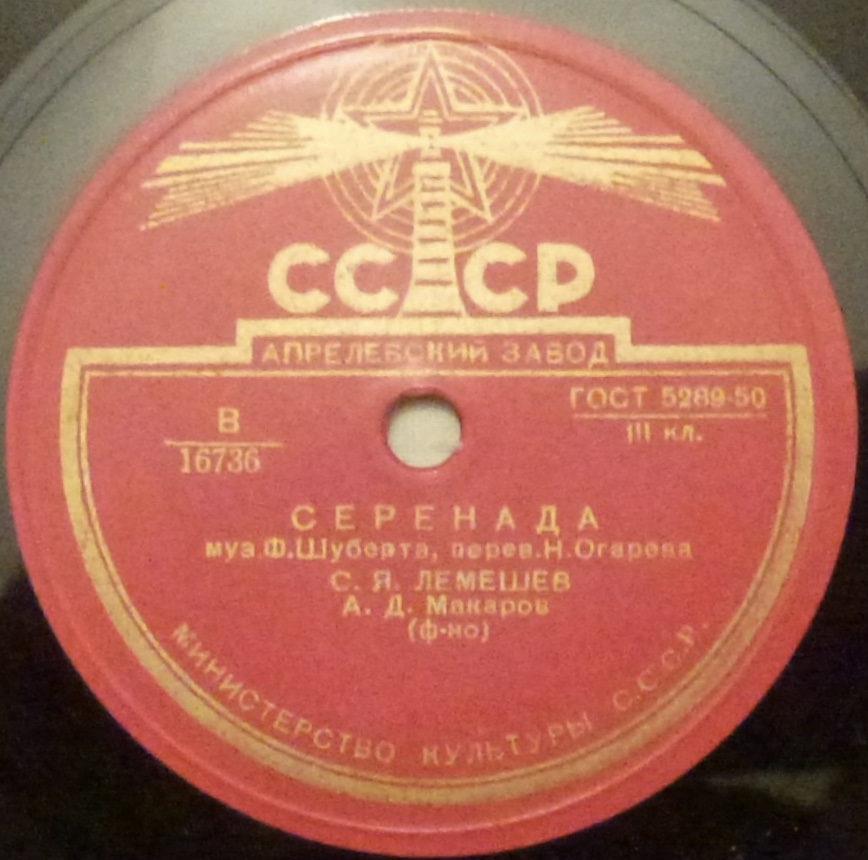 СССР
АПРЕЛЕВСКИЙ ЗАВОД
В
16736
ГОСТ 5289-50
III кл.
СЕРЕНАДА
муз.Ф.Шуберта, перев.Н.Огарева
С. Я. ЛЕМЕШЕВ
А. Д. Макаров
(ф-но)
МИНИСТЕРСТВО КУЛЬТУРЫ С.С.С.Р.